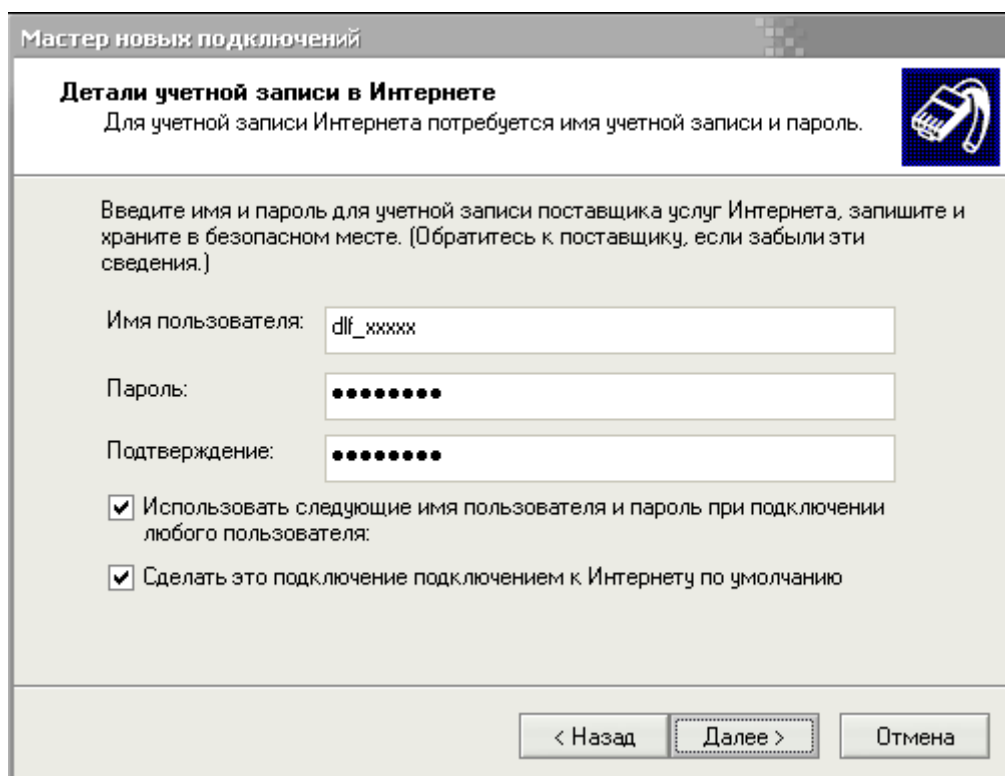 Мастер новых подключений
Детали учетной записи в Интернете
Для учетной записи Интернета потребуется имя учетной записи и пароль.
Введите имя и пароль для учетной записи поставщика услуг Интернета, запишите и
храните в безопасном месте. (Обратитесь к поставщику, если забыли эти
сведения.)
Имя пользователя: dlf_xxxxx
Пароль: ••••••••
Подтверждение: ••••••••
Использовать следующие имя пользователя и пароль при подключении
любого пользователя:
Сделать это подключение подключением к Интернету по умолчанию
< Назад Далее > Отмена